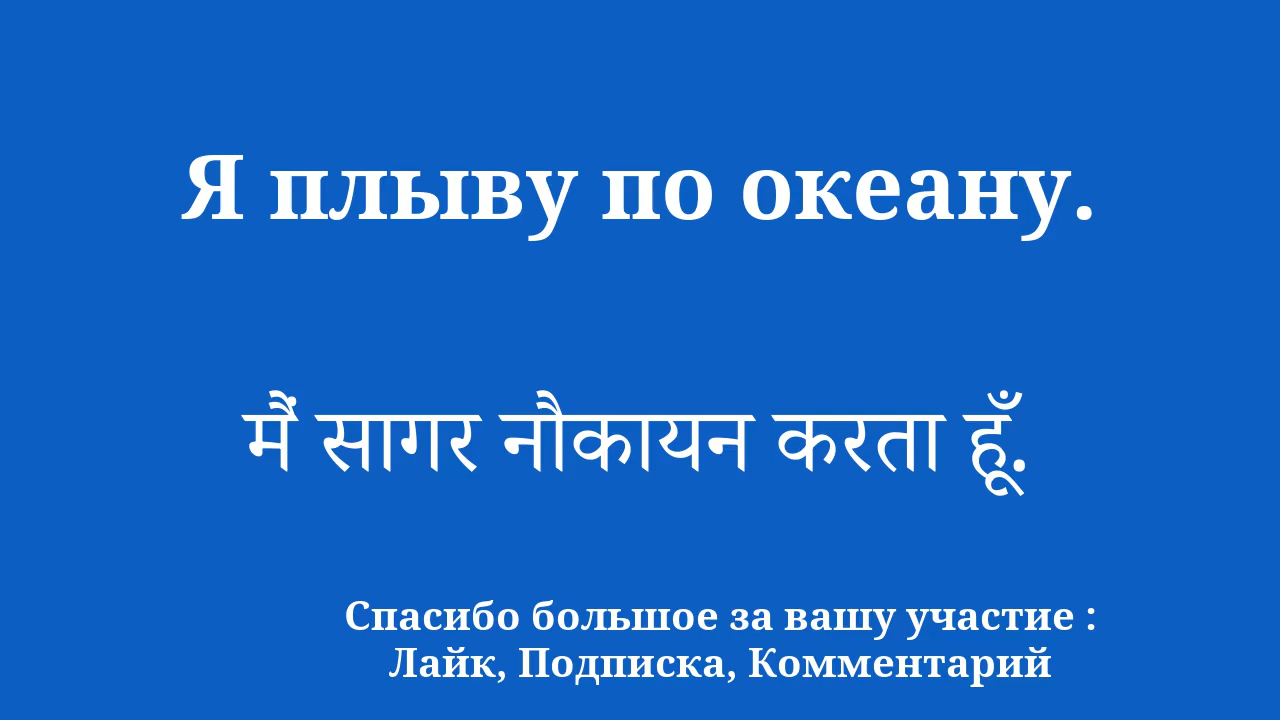 Я плыву по океану.
मैं सागर नौकायन करता हूँ.
Спасибо большое за вашу участие :
Лайк, Подписка, Комментарий